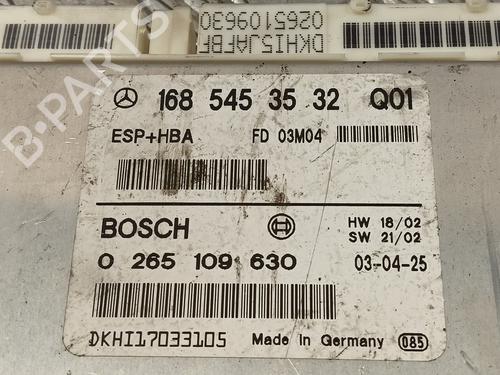 DKHI5JAFBF
0265109630
168 545 35 32 Q01
ESP+HBA FD 03M04
BOSCH HW 18/02
SW 21/02
0 265 109 630 03-04-25
DKHI17033105 Made in Germany 085
B-PARTS